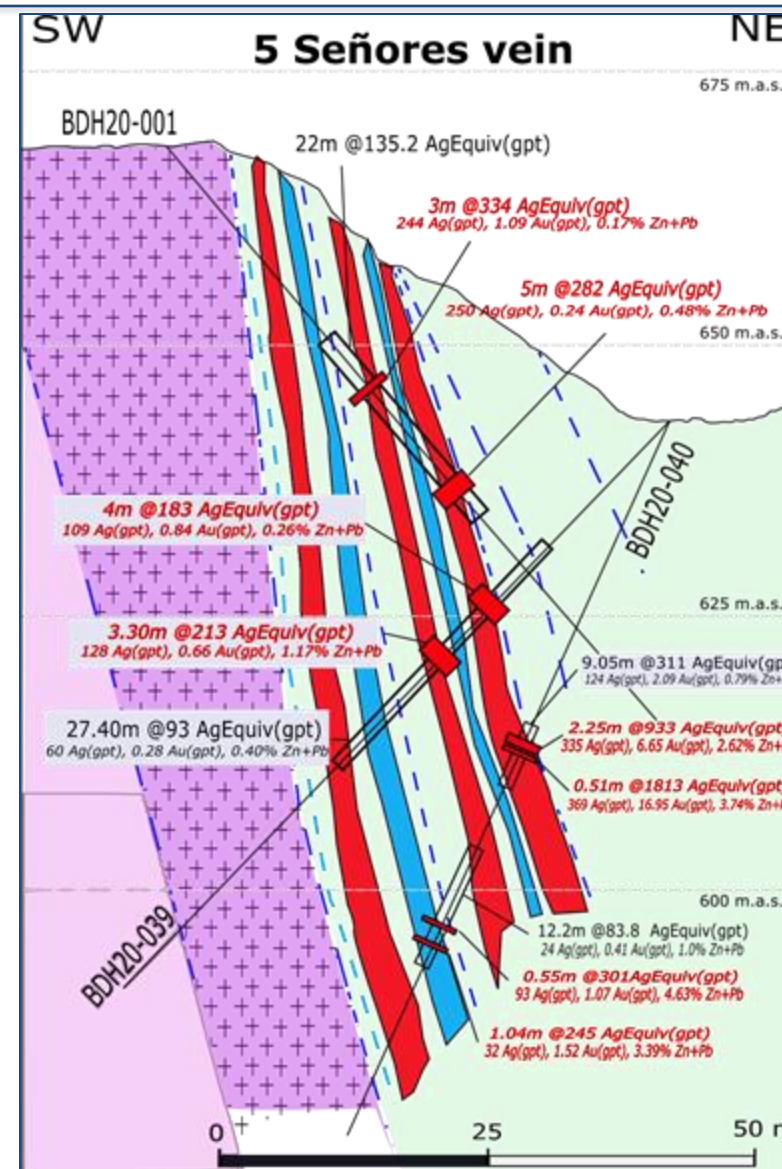 SW
NE
5 Señores vein
675 m.a.s.
BDH20-001
22m @135.2 AgEquiv(gpt)
3m @334 AgEquiv(gpt)
244 Ag(gpt), 1.09 Au(gpt), 0.17% Zn+Pb
5m @282 AgEquiv(gpt)
250 Ag(gpt), 0.24 Au(gpt), 0.48% Zn+Pb
650 m.a.s.
BDH20-040
4m @183 AgEquiv(gpt)
109 Ag(gpt), 0.84 Au(gpt), 0.26% Zn+Pb
625 m.a.s.
3.30m @213 AgEquiv(gpt)
128 Ag(gpt), 0.66 Au(gpt), 1.17% Zn+Pb
9.05m @311 AgEquiv(gp
124 Ag(gpt), 2.09 Au(gpt), 0.79% Zn+
27.40m @93 AgEquiv(gpt)
60 Ag(gpt), 0.28 Au(gpt), 0.40% Zn+Pb
2.25m @933 AgEquiv(gpt)
335 Ag(gpt), 6.65 Au(gpt), 2.62% Zn+
0.51m @1813 AgEquiv(gpt)
369 Ag(gpt), 16.95 Au(gpt), 3.74% Zn+
600 m.a.s.
BDH20-039
12.2m @83.8 AgEquiv(gpt)
24 Ag(gpt), 0.41 Au(gpt), 1.0% Zn+Pb
0.55m @301AgEquiv(gpt)
93 Ag(gpt), 1.07 Au(gpt), 4.63% Zn+Pb
1.04m @245 AgEquiv(gpt)
32 Ag(gpt), 1.52 Au(gpt), 3.39% Zn+Pb
0 25 50